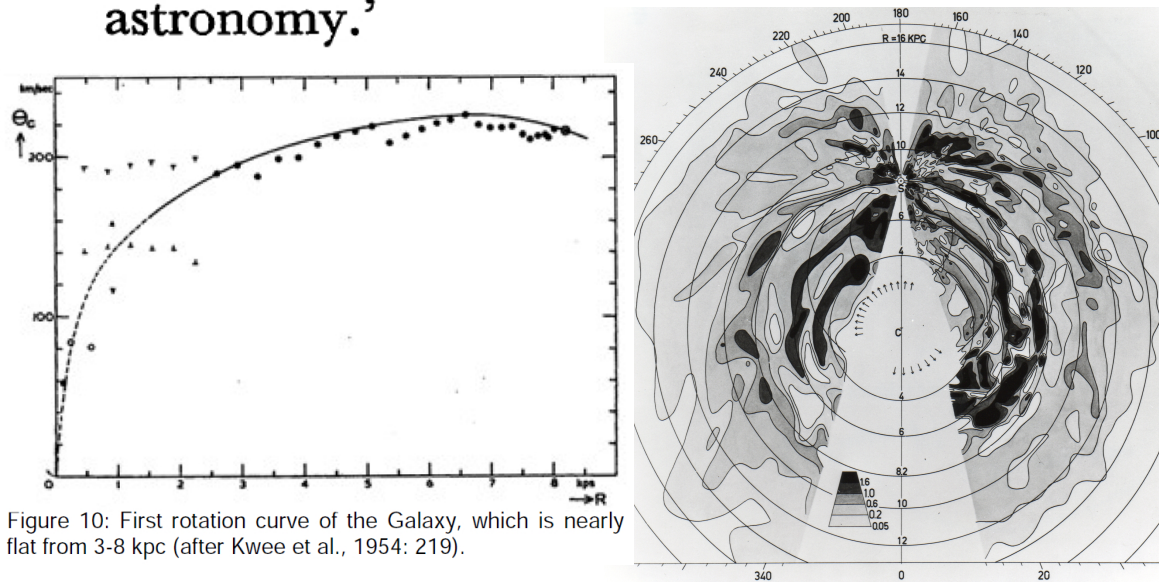 astronomy.’
km/sec
Θc
200
100
0 1 2 3 4 5 6 7 8 kps
→R
Figure 10: First rotation curve of the Galaxy, which is nearly
flat from 3-8 kpc (after Kwee et al., 1954: 219).
200 180 160
220 140
R =16 KPC
240 120
14
12
260 100
10
S
6
4
C
4
6
8.2
1.6
1.0
0.6
0.2
0.05
10
12
340 0 20